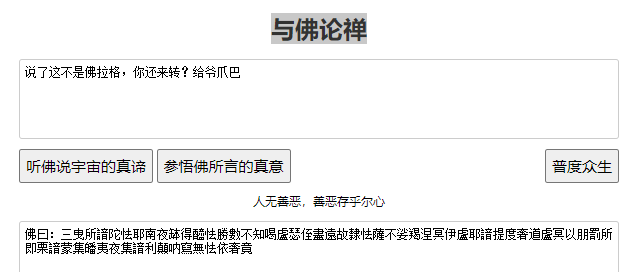 与佛论禅
说了这不是佛拉格，你还来转？给爷爪巴
听佛说宇宙的真谛 参悟佛所言的真意 普度众生
人无善恶，善恶存乎尔心
佛曰：三曳所諳陀怯耶南夜缽得醯怯勝數不知喝盧瑟侄盡遠故隸怯薩不娑羯涅冥伊盧耶諳提度奢道盧冥以朋罰所
即栗諳蒙集皤夷夜集諳利顛吶窮無怯依奢竟